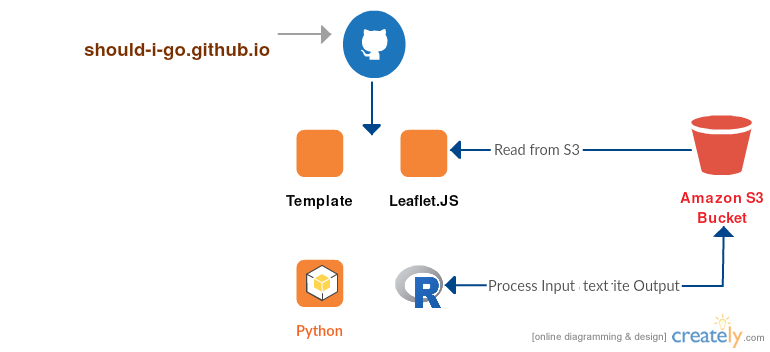 should-i-go.github.io
Read from S3
Template
Leaflet.JS
Amazon S3
Bucket
R
Process Input text ite Output
Python
[online diagramming & design] creately.com